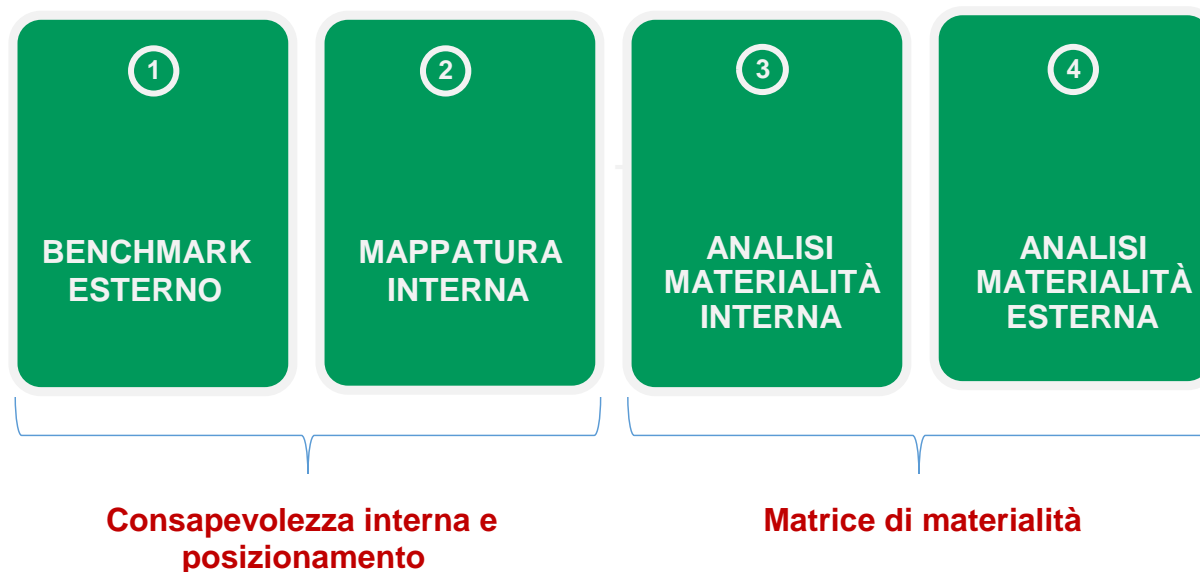 1
BENCHMARK
ESTERNO
2
MAPPATURA
INTERNA
3
ANALISI
MATERIALITÀ
INTERNA
4
ANALISI
MATERIALITÀ
ESTERNA
Consapevolezza interna e
posizionamento
Matrice di materialità